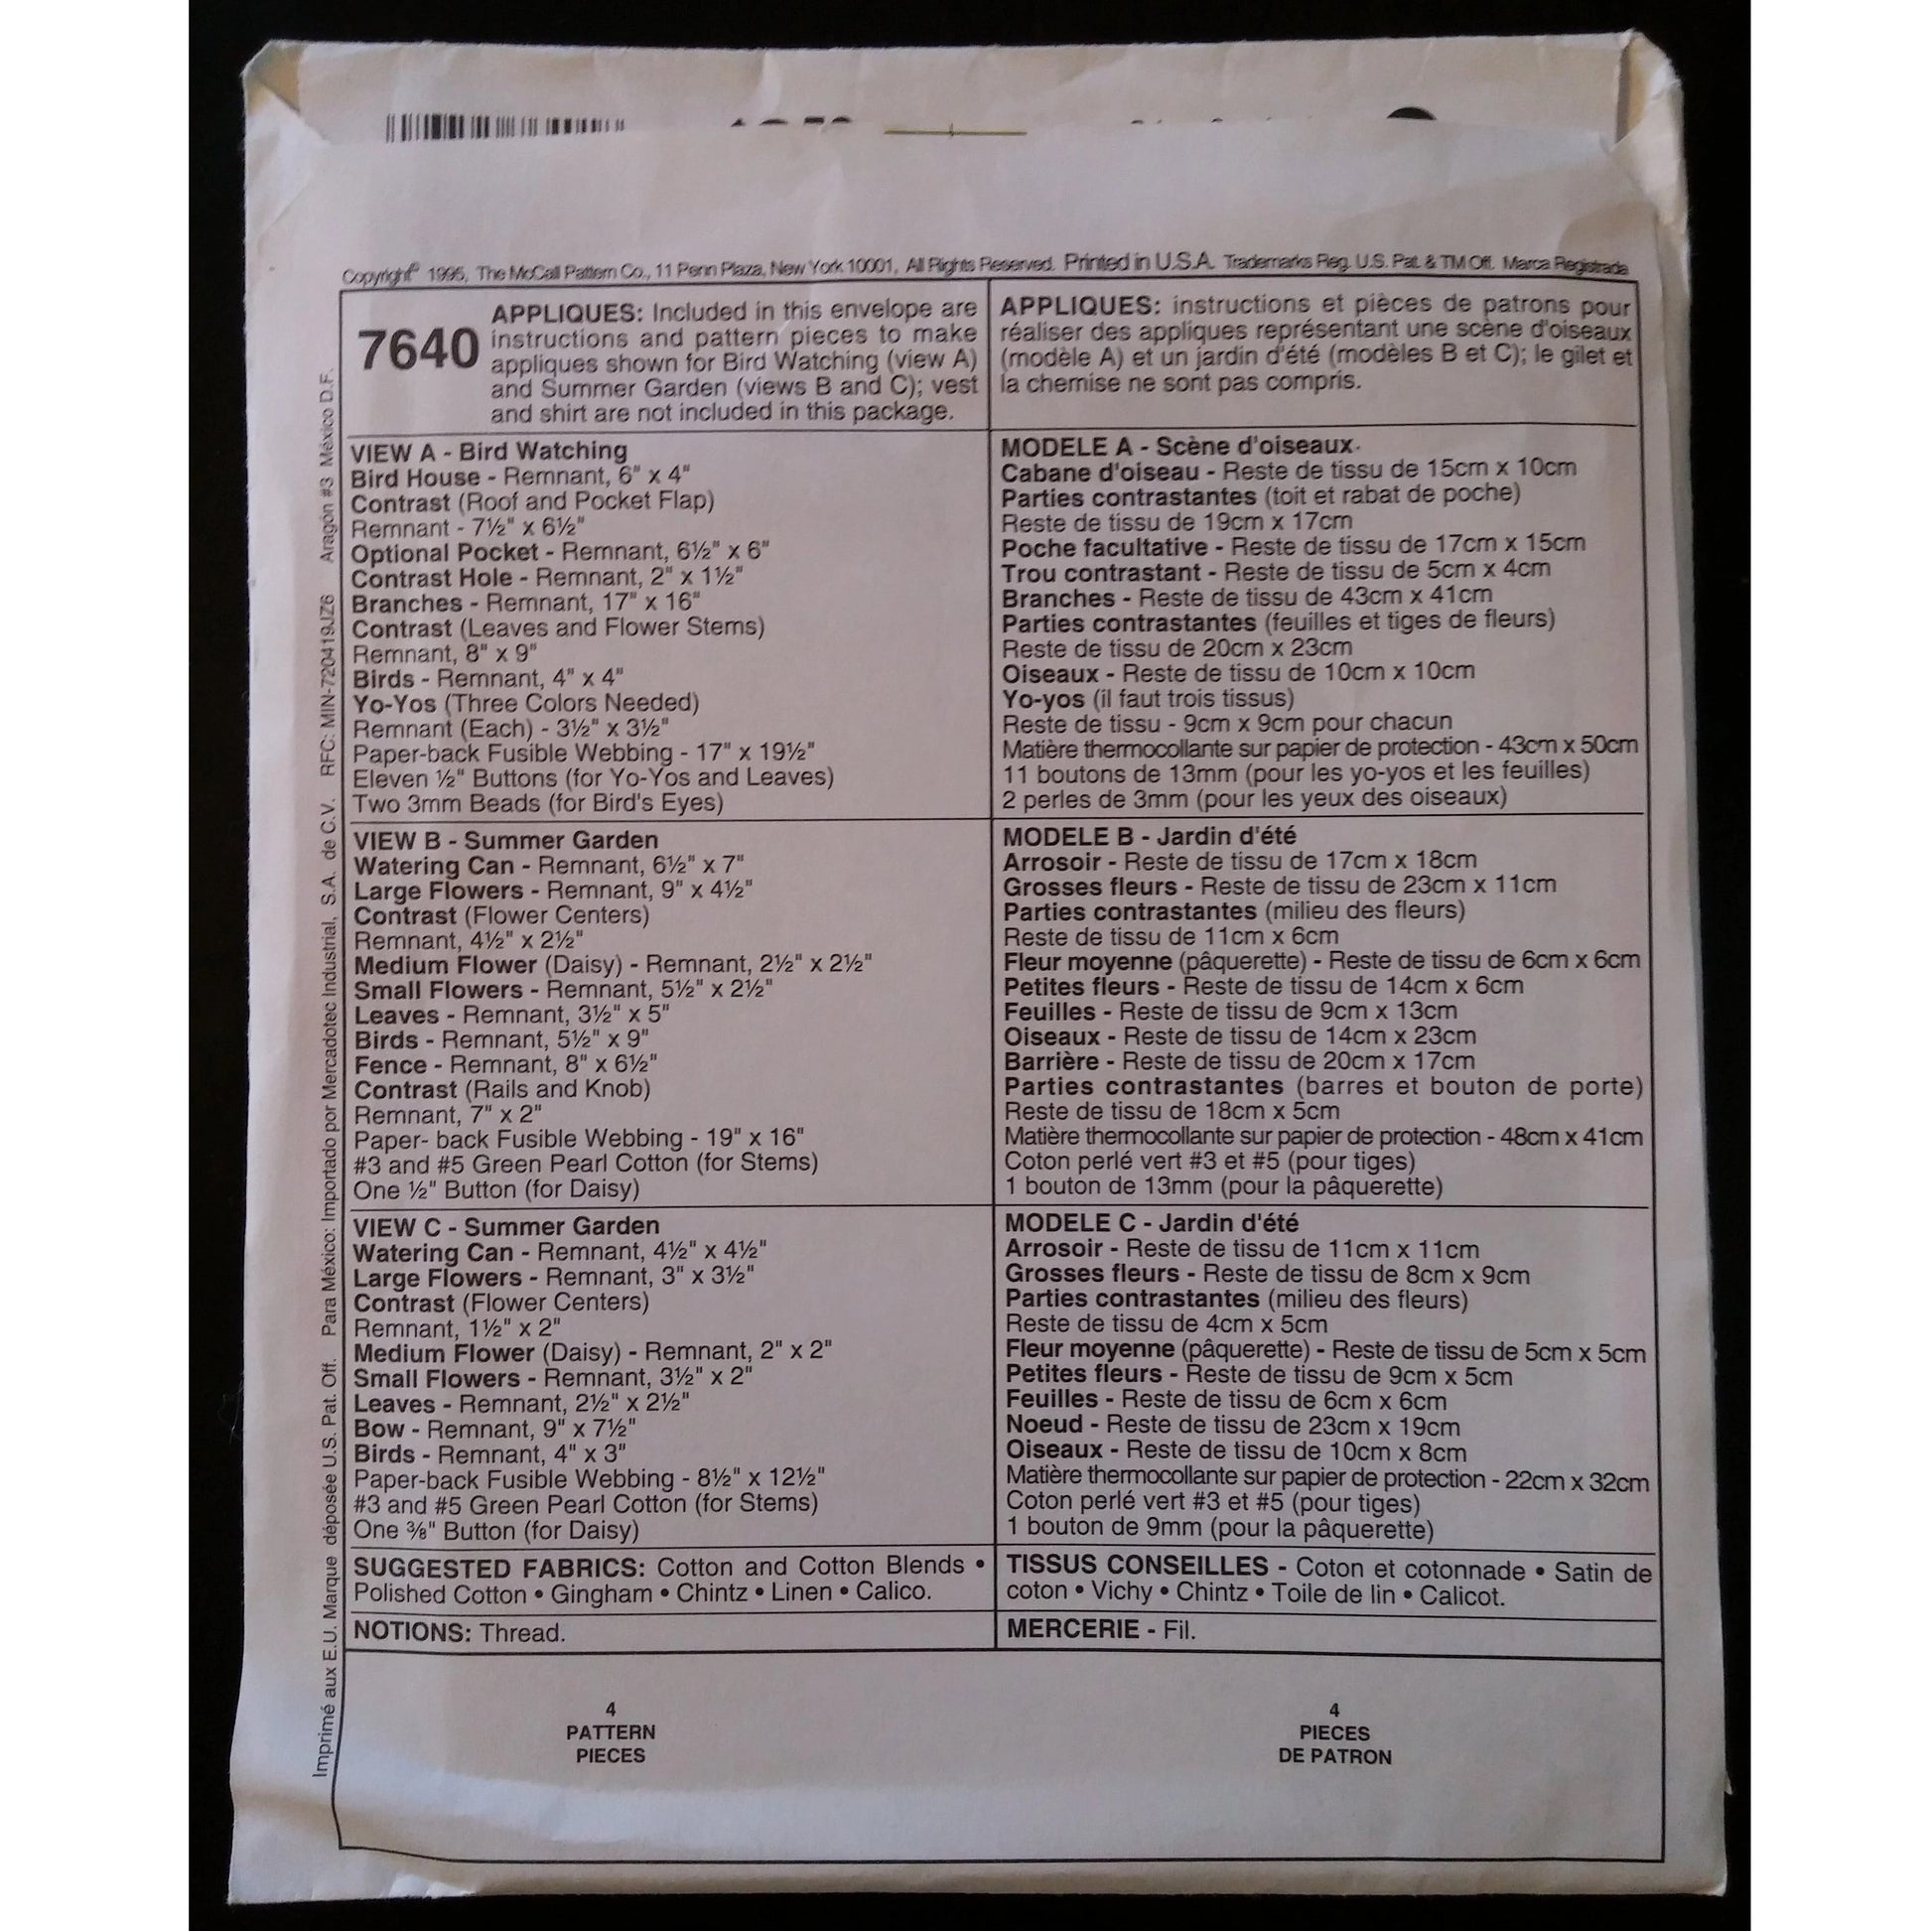 Copyright© 1995, The McCall Pattern Co., 11 Penn Plaza, New York 10001, All Rights Reserved. Printed in U.S.A. Trademarks Reg. U.S. Pat. & TM Off. Marca Registrada
7640
APPLIQUES: Included in this envelope are
instructions and pattern pieces to make
appliques shown for Bird Watching (view A)
and Summer Garden (views B and C); vest
and shirt are not included in this package.
VIEW A - Bird Watching
Bird House - Remnant, 6" x 4"
Contrast (Roof and Pocket Flap)
Remnant - 7½" x 6½"
Optional Pocket - Remnant, 6½" x 6"
Contrast Hole - Remnant, 2" x 1½"
Branches - Remnant, 17" x 16"
Contrast (Leaves and Flower Stems)
Remnant, 8" x 9"
Birds - Remnant, 4" x 4"
Yo-Yos (Three Colors Needed)
Remnant (Each) - 3½" x 3½"
Paper-back Fusible Webbing - 17" x 19½"
Eleven ½" Buttons (for Yo-Yos and Leaves)
Two 3mm Beads (for Bird's Eyes)
VIEW B - Summer Garden
Watering Can - Remnant, 6½" x 7"
Large Flowers - Remnant, 9" x 4½"
Contrast (Flower Centers)
Remnant, 4½" x 2½"
Medium Flower (Daisy) - Remnant, 2½" x 2½"
Small Flowers - Remnant, 5½" x 2½"
Leaves - Remnant, 3½" x 5"
Birds - Remnant, 5½" x 9"
Fence - Remnant, 8" x 6½"
Contrast (Rails and Knob)
Remnant, 7" x 2"
Paper- back Fusible Webbing - 19" x 16"
#3 and #5 Green Pearl Cotton (for Stems)
One ½" Button (for Daisy)
VIEW C - Summer Garden
Watering Can - Remnant, 4½" x 4½"
Large Flowers - Remnant, 3" x 3½"
Contrast (Flower Centers)
Remnant, 1½" x 2"
Medium Flower (Daisy) - Remnant, 2" x 2"
Small Flowers - Remnant, 3½" x 2"
Leaves - Remnant, 2½" x 2½"
Bow - Remnant, 9" x 7½"
Birds - Remnant, 4" x 3"
Paper-back Fusible Webbing - 8½" x 12½"
#3 and #5 Green Pearl Cotton (for Stems)
One ⅜" Button (for Daisy)
SUGGESTED FABRICS: Cotton and Cotton Blends •
Polished Cotton • Gingham • Chintz • Linen • Calico.
NOTIONS: Thread.
4
PATTERN
PIECES
APPLIQUES: instructions et pièces de patrons pour
réaliser des appliques représentant une scène d'oiseaux
(modèle A) et un jardin d'été (modèles B et C); le gilet et
la chemise ne sont pas compris.
MODELE A - Scène d'oiseaux.
Cabane d'oiseau - Reste de tissu de 15cm x 10cm
Parties contrastantes (toit et rabat de poche)
Reste de tissu de 19cm x 17cm
Poche facultative - Reste de tissu de 17cm x 15cm
Trou contrastant - Reste de tissu de 5cm x 4cm
Branches - Reste de tissu de 43cm x 41cm
Parties contrastantes (feuilles et tiges de fleurs)
Reste de tissu de 20cm x 23cm
Oiseaux - Reste de tissu de 10cm x 10cm
Yo-yos (il faut trois tissus)
Reste de tissu - 9cm x 9cm pour chacun
Matière thermocollante sur papier de protection - 43cm x 50cm
11 boutons de 13mm (pour les yo-yos et les feuilles)
2 perles de 3mm (pour les yeux des oiseaux)
MODELE B - Jardin d'été
Arrosoir - Reste de tissu de 17cm x 18cm
Grosses fleurs - Reste de tissu de 23cm x 11cm
Parties contrastantes (milieu des fleurs)
Reste de tissu de 11cm x 6cm
Fleur moyenne (pâquerette) - Reste de tissu de 6cm x 6cm
Petites fleurs - Reste de tissu de 14cm x 6cm
Feuilles - Reste de tissu de 9cm x 13cm
Oiseaux - Reste de tissu de 14cm x 23cm
Barrière - Reste de tissu de 20cm x 17cm
Parties contrastantes (barres et bouton de porte)
Reste de tissu de 18cm x 5cm
Matière thermocollante sur papier de protection - 48cm x 41cm
Coton perlé vert #3 et #5 (pour tiges)
1 bouton de 13mm (pour la pâquerette)
MODELE C - Jardin d'été
Arrosoir - Reste de tissu de 11cm x 11cm
Grosses fleurs - Reste de tissu de 8cm x 9cm
Parties contrastantes (milieu des fleurs)
Reste de tissu de 4cm x 5cm
Fleur moyenne (pâquerette) - Reste de tissu de 5cm x 5cm
Petites fleurs - Reste de tissu de 9cm x 5cm
Feuilles - Reste de tissu de 6cm x 6cm
Noeud - Reste de tissu de 23cm x 19cm
Oiseaux - Reste de tissu de 10cm x 8cm
Matière thermocollante sur papier de protection - 22cm x 32cm
Coton perlé vert #3 et #5 (pour tiges)
1 bouton de 9mm (pour la pâquerette)
TISSUS CONSEILLES - Coton et cotonnade • Satin de
coton • Vichy • Chintz • Toile de lin • Calicot.
MERCERIE - Fil.
4
PIECES
DE PATRON
Imprimé aux E.U. Marque déposée U.S. Pat. Off. Para México: Importado por Mercadotec Industrial, S.A. de C.V. RFC: MIN-720419JZ6 Aragón #3 México D.F.